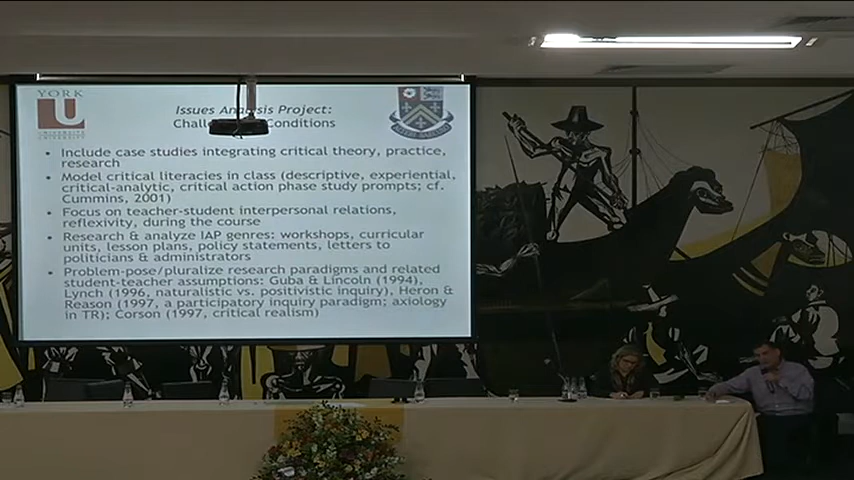 YORK
U
Issues Analysis Project:
Conditions
• Include case studies integrating critical theory, practice,
research
• Model critical literacies in class (descriptive, experiential,
critical-analytic, critical action phase study prompts; cf.
Cummins, 2001)
• Focus on teacher-student interpersonal relations,
reflexivity, during the course
• Research & analyze IAP genres: workshops, curricular
units, lesson plans, policy statements, letters to
politicians & administrators
• Problem-pose/pluralize research paradigms and related
student-teacher assumptions: Guba & Lincoln (1994),
Lynch (1996, naturalistic vs. positivistic inquiry), Heron &
Reason (1997, a participatory inquiry paradigm; axiology
in TR); Corson (1997, critical realism)